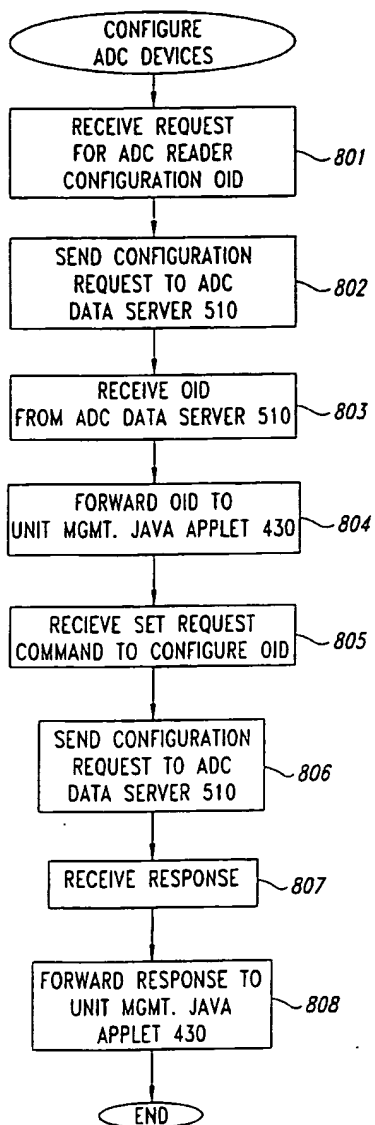 CONFIGURE
ADC DEVICES
RECEIVE REQUEST
FOR ADC READER
CONFIGURATION OID
801
SEND CONFIGURATION
REQUEST TO ADC
DATA SERVER 510
802
RECEIVE OID
FROM ADC DATA SERVER 510
803
FORWARD OID TO
UNIT MGMT. JAVA APPLET 430
804
RECIEVE SET REQUEST
COMMAND TO CONFIGURE OID
805
SEND CONFIGURATION
REQUEST TO ADC
DATA SERVER 510
806
RECEIVE RESPONSE
807
FORWARD RESPONSE TO
UNIT MGMT. JAVA
APPLET 430
808
END